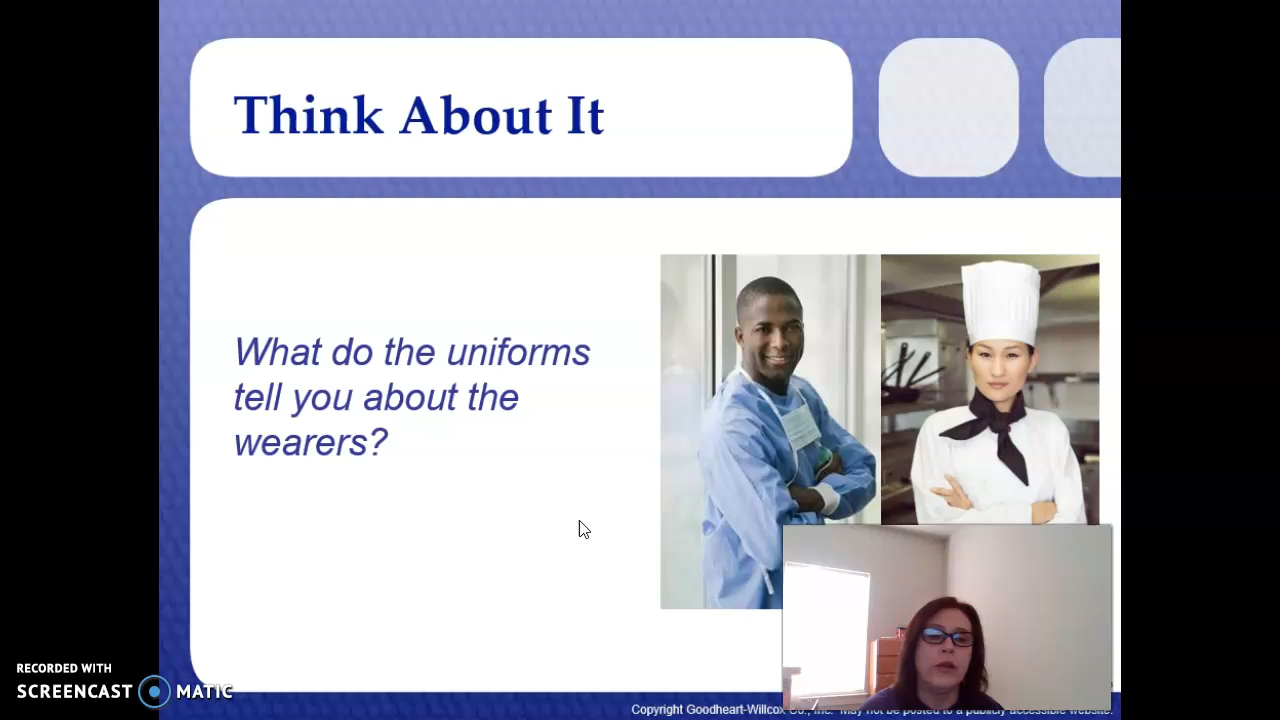 Think About It
What do the uniforms
tell you about the
wearers?
RECORDED WITH
SCREENCAST MATIC
Copyright Goodheart-Willcox Co., Inc. May not be posted to a publicly accessible website.